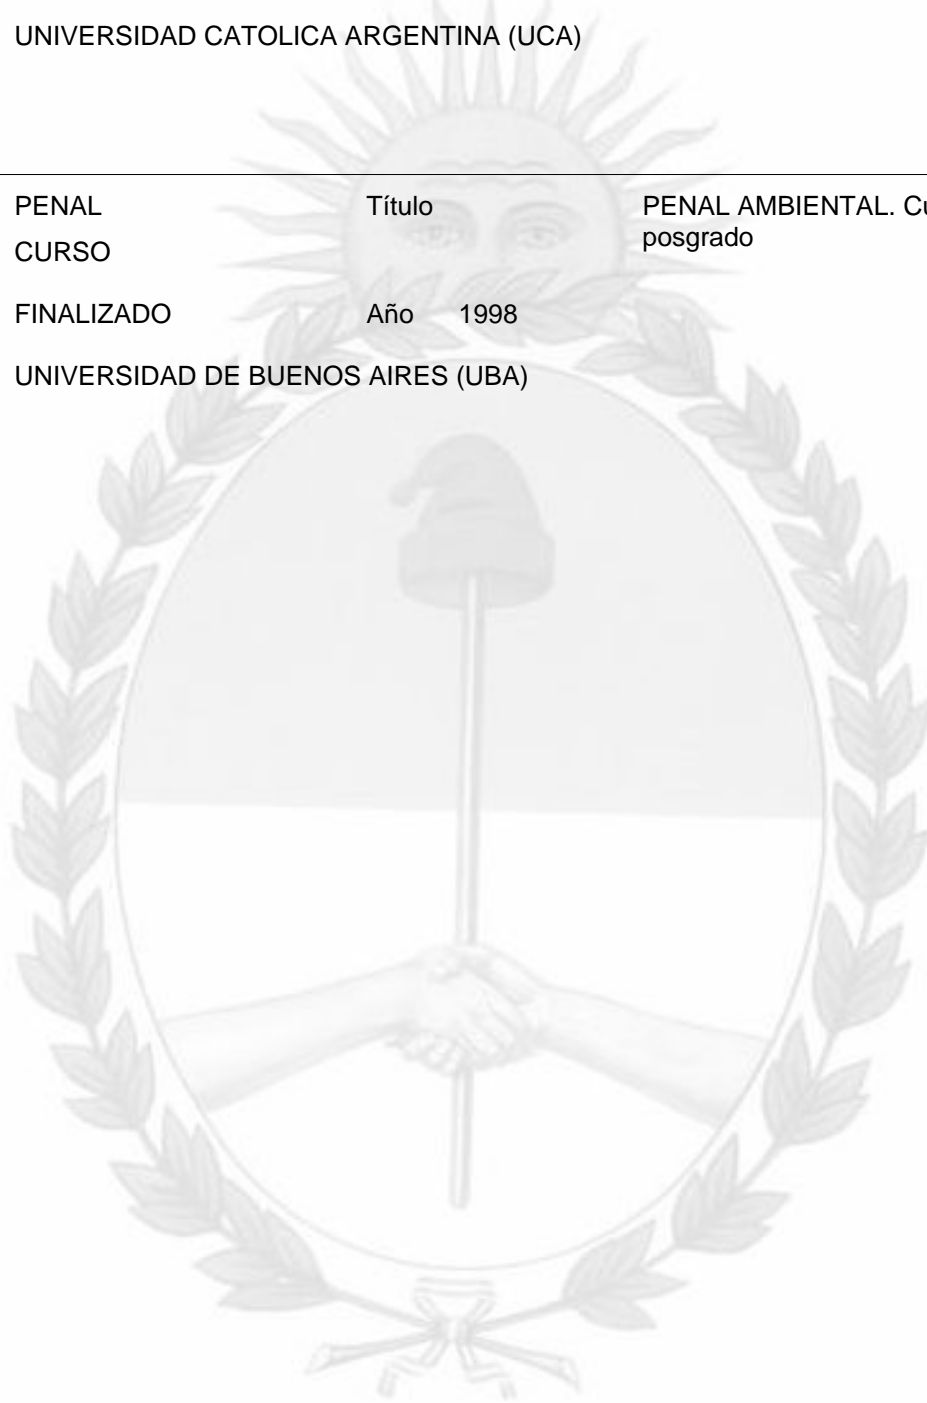 UNIVERSIDAD CATOLICA ARGENTINA (UCA)
PENAL Título PENAL AMBIENTAL.
CURSO posgrado
FINALIZADO Año 1998
UNIVERSIDAD DE BUENOS AIRES (UBA)